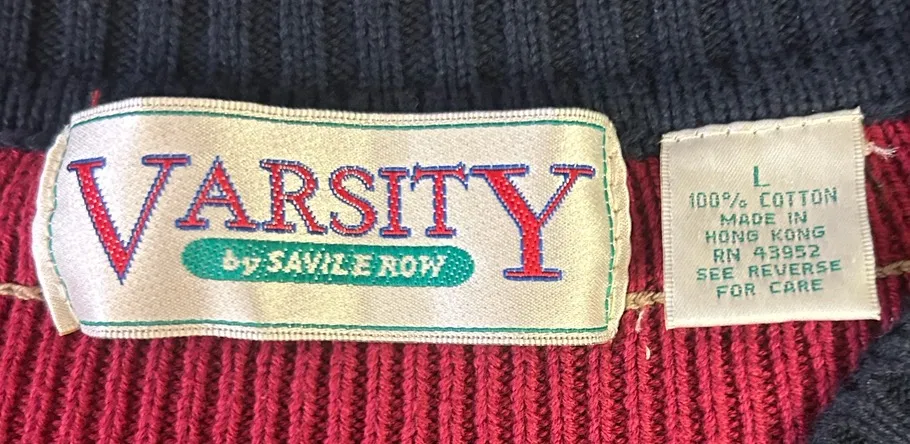 VARSITY
by SAVILE ROW
L
100% COTTON
MADE IN
HONG KONG
RN 43952
SEE REVERSE
FOR CARE